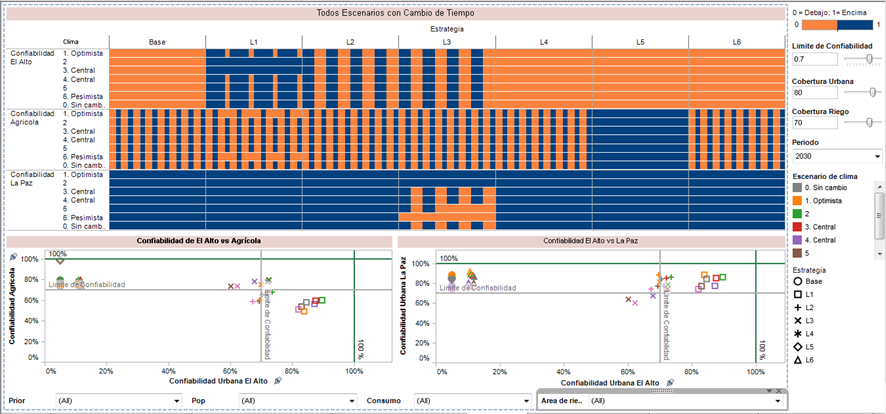 Todos Escenarios con Cambio de Tiempo
Estrategia
Clima Base L1 L2 L3 L4 L5 L6
Confiabilidad El Alto
1. Optimista
2
3. Central
4. Central
5
6. Pesimista
0. Sin camb..
Confiabilidad Agrícola
1. Optimista
2
3. Central
4. Central
5
6. Pesimista
0. Sin camb..
Confiabilidad La Paz
1. Optimista
2
3. Central
4. Central
5
6. Pesimista
0. Sin camb..
Confiabilidad de El Alto vs Agrícola
Confiabilidad Agrícola
100%
80%
60%
40%
20%
0%
100%
Límite de Confiabilidad
Límite de Confiabilidad
100 %
0% 20% 40% 60% 80% 100%
Confiabilidad Urbana El Alto
Confiabilidad El Alto vs La Paz
Confiabilidad Urbana La Paz
100%
80%
60%
40%
20%
0%
100%
Límite de Confiabilidad
Límite de Confiabilidad
100 %
0% 20% 40% 60% 80% 100%
Confiabilidad Urbana El Alto
Prior (All)
Pop (All)
Consumo (All)
Area de rie.. (All)
0 = Debajo; 1= Encima
0 1
Límite de Confiabilidad
0.7
Cobertura Urbana
80
Cobertura Riego
70
Periodo
2030
Escenario de clima
0. Sin cambio
1. Optimista
2
3. Central
4. Central
5
Estrategia
Base
L1
L2
L3
L4
L5
L6